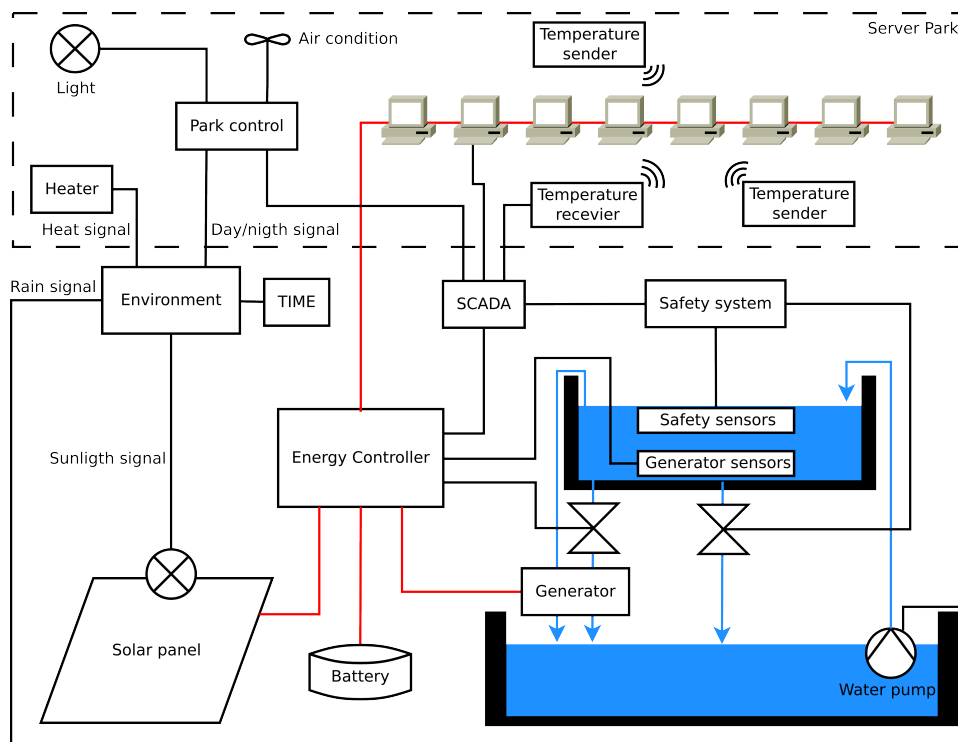 Server Park
Temperature
sender
Air condition
Light
Park control
Heater
Temperature
recevier
Temperature
sender
Heat signal
Day/nigth signal
Rain signal
Environment
TIME
SCADA
Safety system
Safety sensors
Energy Controller
Generator sensors
Sunligth signal
Generator
Solar panel
Battery
Water pump